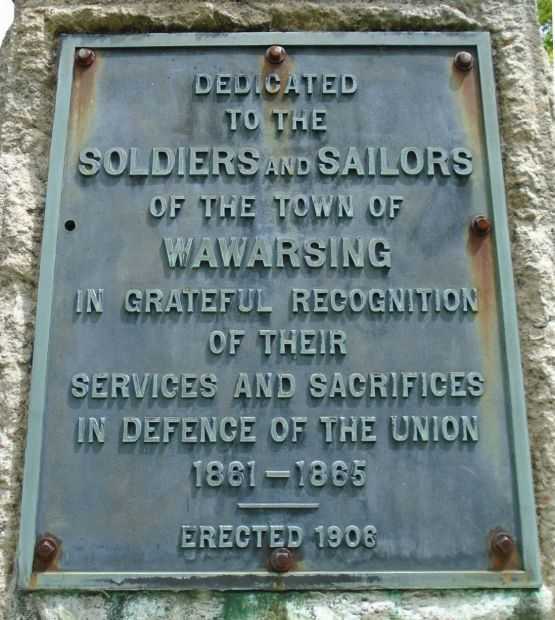 DEDICATED
TO THE
SOLDIERS AND SAILORS
OF THE TOWN OF
WAWARSING
IN GRATEFUL RECOGNITION
OF THEIR
SERVICES AND SACRIFICES
IN DEFENCE OF THE UNION
1861 — 1865
ERECTED